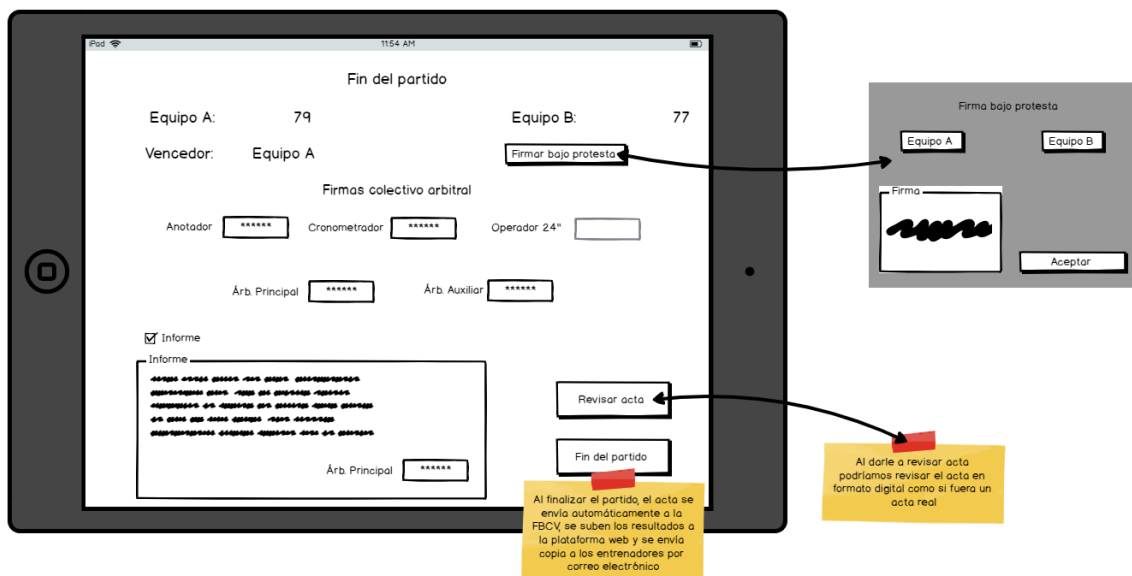 iPad 11:54 AM
Fin del partido
Equipo A: 79 Equipo B: 77
Vencedor: Equipo A Firmar bajo protesta
Firmas colectivo arbitral
Anotador ****** Cronometrador ****** Operador 24"
Árb. Principal ****** Árb. Auxiliar ******
Informe
Informe
Árb. Principal ******
Revisar acta
Fin del partido
Al finalizar el partido, el acta se
envía automáticamente a la
FBCV, se suben los resultados a
la plataforma web y se envía
copia a los entrenadores por
correo electrónico
Firma bajo protesta
Equipo A Equipo B
Firma
Aceptar
Al darle a revisar acta
podríamos revisar el acta en
formato digital como si fuera un
acta real